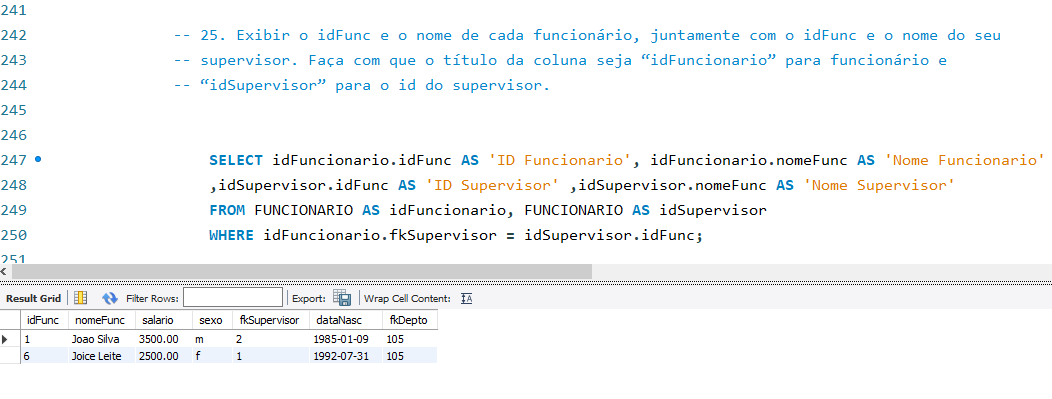 241
242 -- 25. Exibir o idFunc e o nome de cada funcionário, juntamente com o idFunc e o nome do seu
243 -- supervisor. Faça com que o título da coluna seja “idFuncionario” para funcionário e
244 -- “idSupervisor” para o id do supervisor.
245
246
247 SELECT idFuncionario.idFunc AS 'ID Funcionario', idFuncionario.nomeFunc AS 'Nome Funcionario'
248 ,idSupervisor.idFunc AS 'ID Supervisor' ,idSupervisor.nomeFunc AS 'Nome Supervisor'
249 FROM FUNCIONARIO AS idFuncionario, FUNCIONARIO AS idSupervisor
250 WHERE idFuncionario.fkSupervisor = idSupervisor.idFunc;
251
Result Grid Filter Rows: Export: Wrap Cell Content:
idFunc nomeFunc salario sexo fkSupervisor dataNasc fkDepto
1 Joao Silva 3500.00 m 2 1985-01-09 105
6 Joice Leite 2500.00 f 1 1992-07-31 105